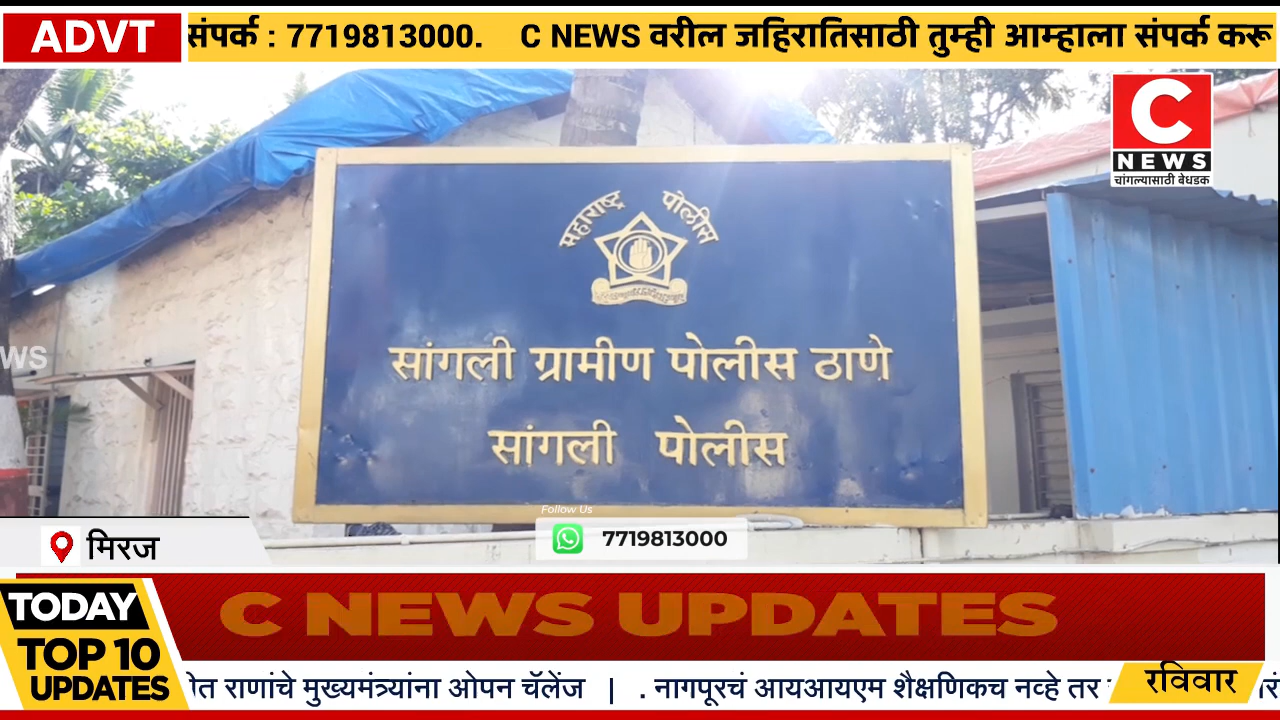 ADVT
संपर्क : 7719813000. C NEWS वरील जहिरातिसाठी तुम्ही आम्हाला संपर्क करू
C
NEWS
चांगल्यासाठी बेधडक
महाराष्ट्र पोलीस
सांगली ग्रामीण पोलीस ठाणे
सांगली पोलीस
WS
Follow Us
7719813000
मिरज
TODAY
TOP 10
UPDATES
C NEWS UPDATES
राणांचे मुख्यमंत्र्यांना ओपन चॅलेंज | . नागपूरचं आयआयएम शैक्षणिकच नव्हे तर
रविवार